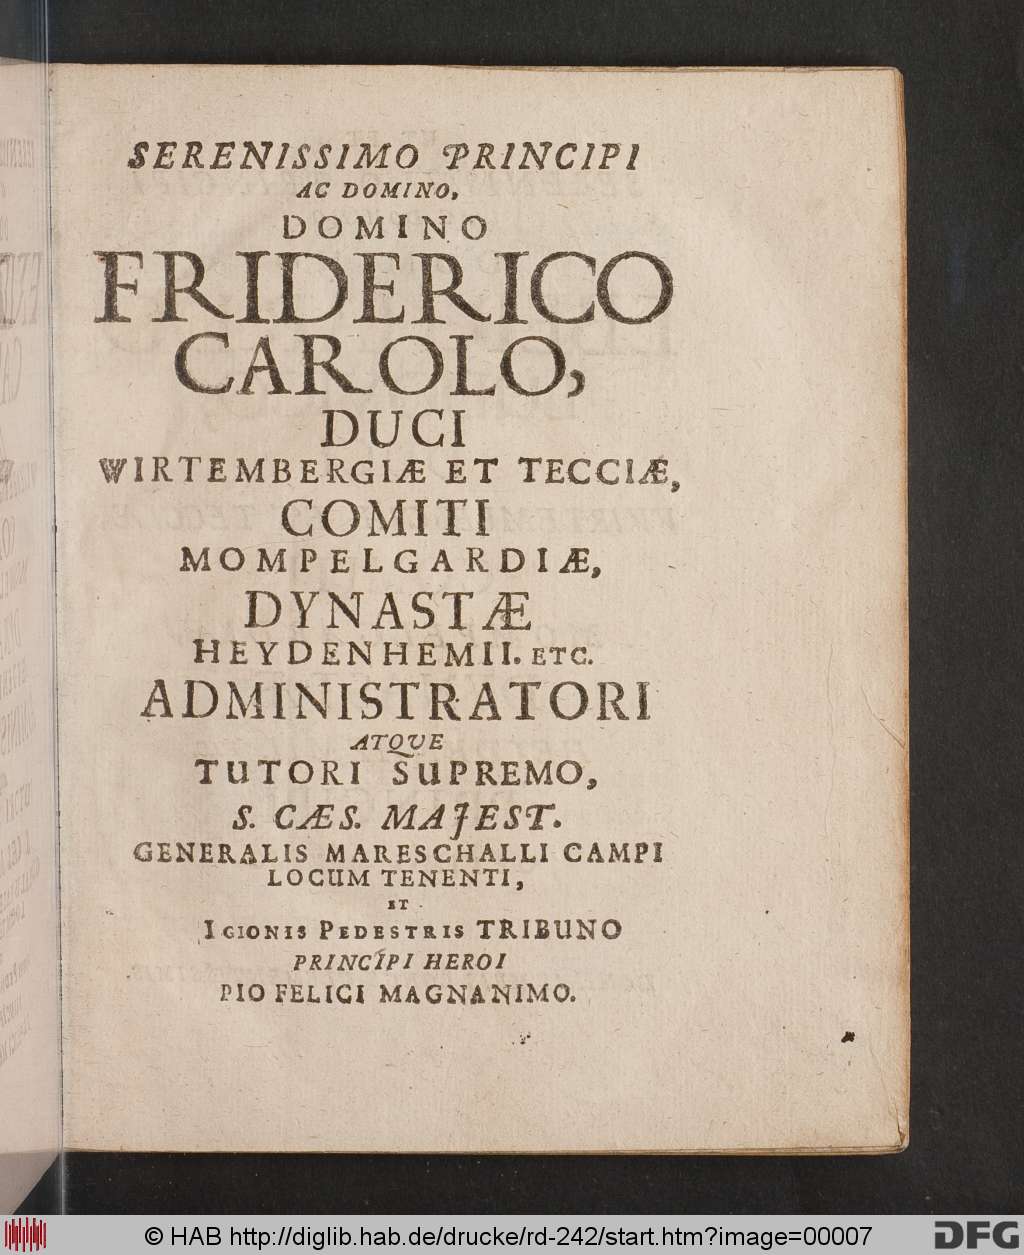 SERENISSIMO PRINCIPI
AC DOMINO,
DOMINO
FRIDERICO
CAROLO,
DUCI
WIRTEMBERGIÆ ET TECCIÆ,
COMITI
MOMPELGARDIÆ,
DYNASTÆ
HEYDENHEMII. ETC.
ADMINISTRATORI
ATQVE
TUTORI SUPREMO,
S. CÆS. MAJEST.
GENERALIS MARESCHALLI CAMPI
LOCUM TENENTI,
ET
IGIONIS PEDESTRIS TRIBUNO
PRINCIPI HEROI
PIO FELICI MAGNANIMO.
© HAB http://diglib.hab.de/drucke/rd-242/start.htm?image=00007
DFG